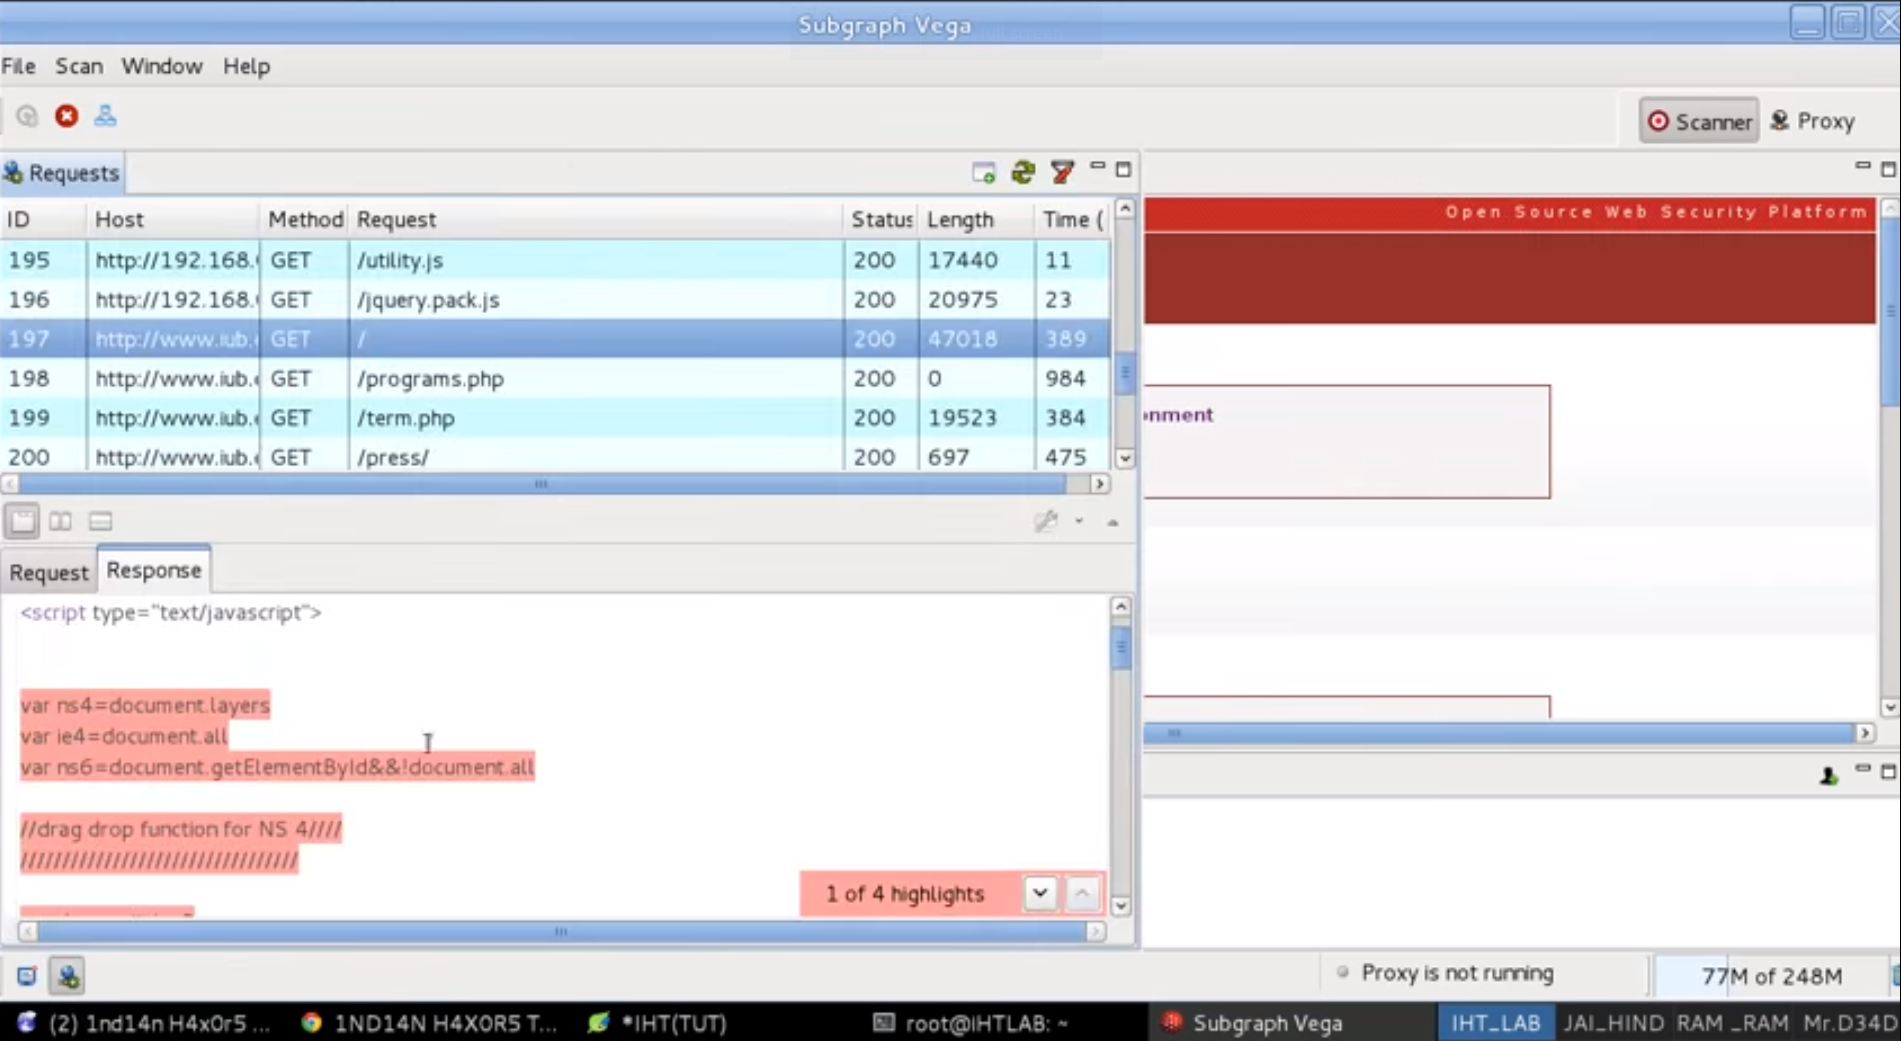 Subgraph Vega
File Scan Window Help
Scanner Proxy
Requests
ID Host Method Request Status Length Time (
195 http://192.168. GET /utility.js 200 17440 11
196 http://192.168. GET /jquery.pack.js 200 20975 23
197 http://www.iub. GET / 200 47018 389
198 http://www.iub. GET /programs.php 200 0 984
199 http://www.iub. GET /term.php 200 19523 384
200 http://www.iub. GET /press/ 200 697 475
Request Response
<script type="text/javascript">
var ns4=document.layers
var ie4=document.all
var ns6=document.getElementById&&!document.all
//drag drop function for NS 4////
/////////////////////////////////
1 of 4 highlights
Open Source Web Security Platform
onment
Proxy is not running
77M of 248M
(2) 1nd14n H4x0r5 ...
1ND14N H4X0R5 T...
*IHT(TUT)
root@iHTLAB: ~
Subgraph Vega
IHT_LAB JAI_HIND RAM _RAM Mr.D34D